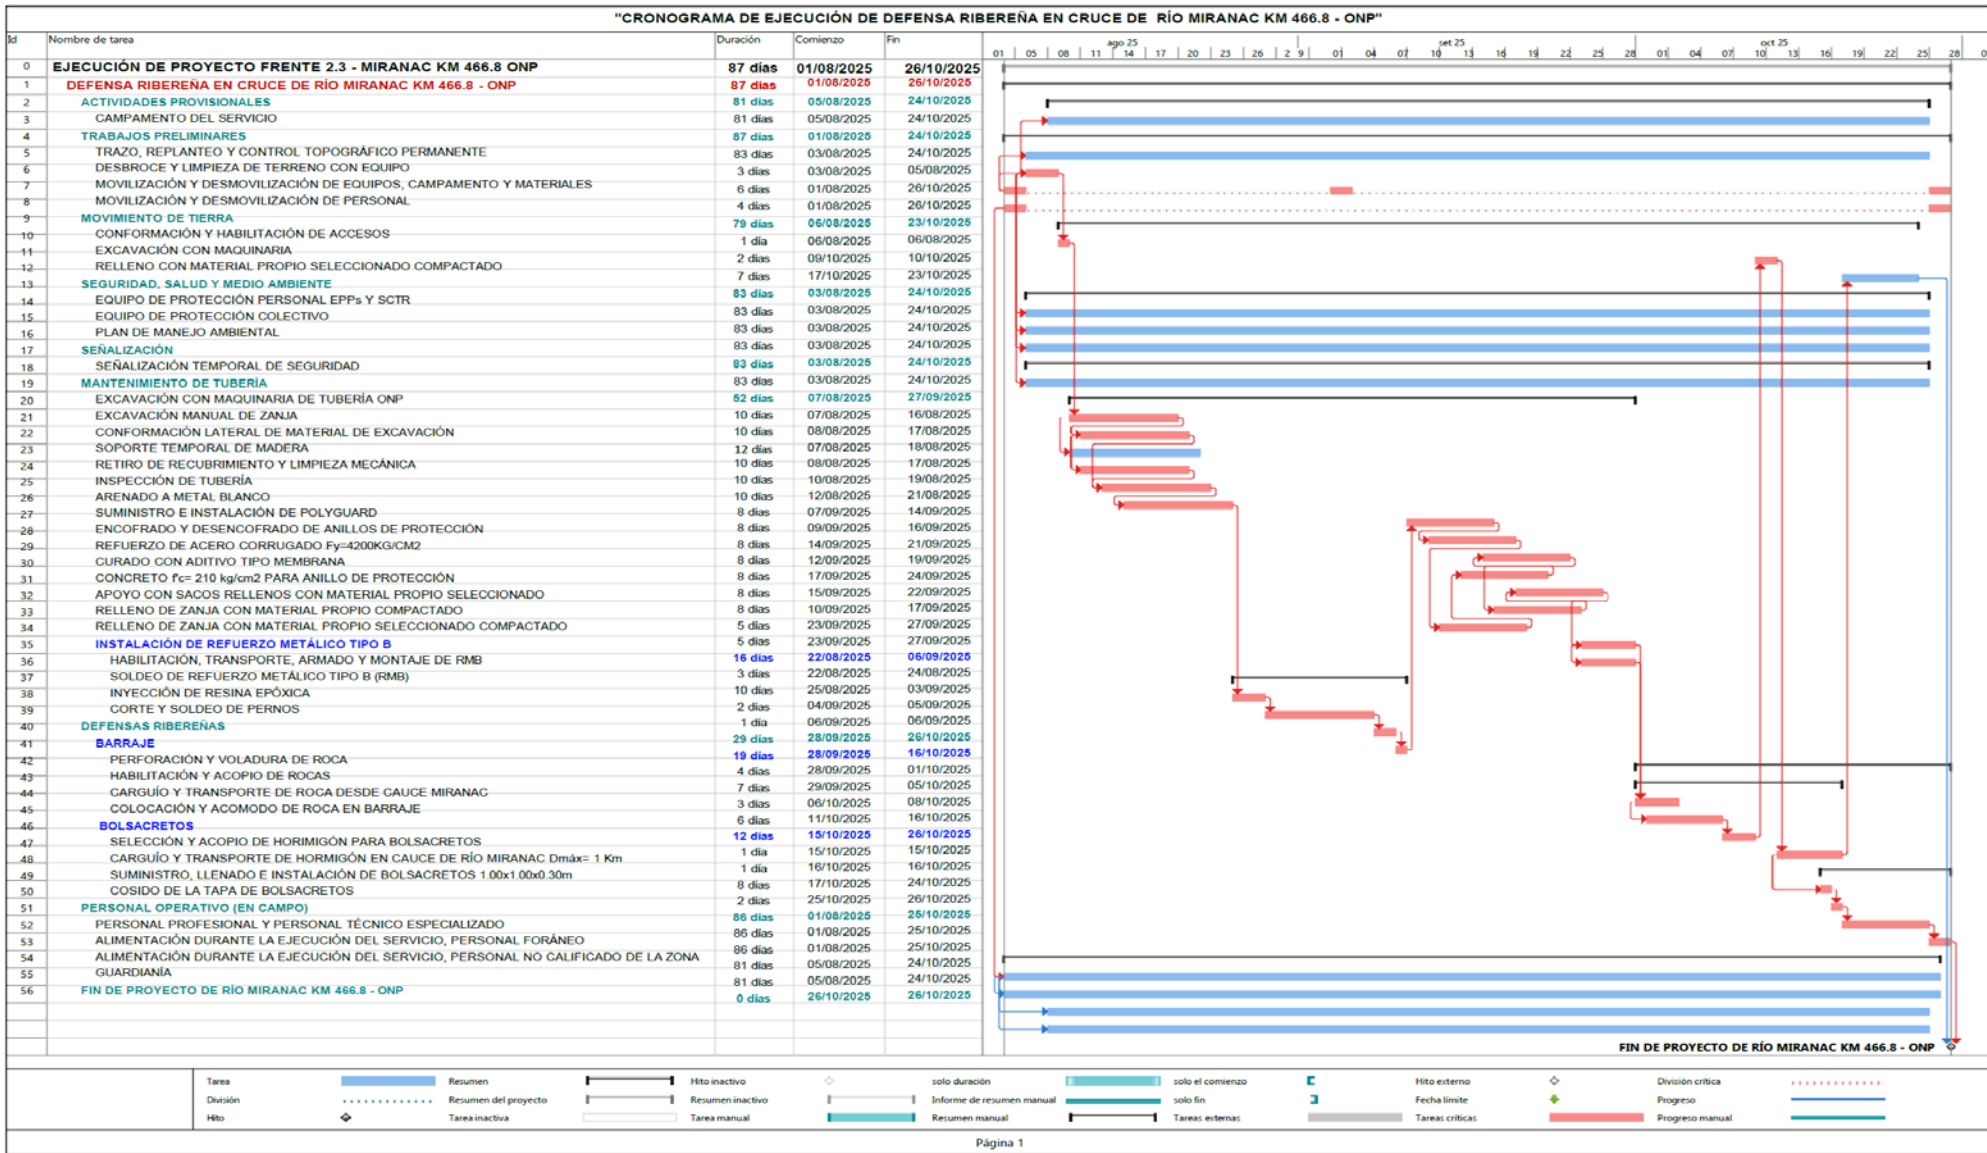 "CRONOGRAMA DE EJECUCIÓN DE DEFENSA RIBEREÑA EN CRUCE DE RÍO MIRANAC KM 466.8 - ONP"
Id Nombre de tarea Duración Comienzo Fin
ago 25 set 25 oct 25
01 05 08 11 14 17 20 23 26 2 9 01 04 07 13 16 19 22 25 28 01 04 07 10 13 16 19 22 25 28 0
0 EJECUCIÓN DE PROYECTO FRENTE 2.3 - MIRANAC KM 466.8 ONP 87 días 01/08/2025 26/10/2025
1 DEFENSA RIBEREÑA EN CRUCE DE RÍO MIRANAC KM 466.8 - ONP 87 días 01/08/2025 26/10/2025
2 ACTIVIDADES PROVISIONALES 81 días 05/08/2025 24/10/2025
3 CAMPAMENTO DEL SERVICIO 81 días 05/08/2025 24/10/2025
4 TRABAJOS PRELIMINARES 87 días 01/08/2025 24/10/2025
5 TRAZO, REPLANTEO Y CONTROL TOPOGRÁFICO PERMANENTE 83 días 03/08/2025 24/10/2025
6 DESBROCE Y LIMPIEZA DE TERRENO CON EQUIPO 3 días 03/08/2025 05/08/2025
7 MOVILIZACIÓN Y DESMOVILIZACIÓN DE EQUIPOS, CAMPAMENTO Y MATERIALES 6 días 01/08/2025 26/10/2025
8 MOVILIZACIÓN Y DESMOVILIZACIÓN DE PERSONAL 4 días 01/08/2025 26/10/2025
9 MOVIMIENTO DE TIERRA 79 días 06/08/2025 23/10/2025
10 CONFORMACIÓN Y HABILITACIÓN DE ACCESOS 1 día 06/08/2025 06/08/2025
11 EXCAVACIÓN CON MAQUINARIA 2 días 09/10/2025 10/10/2025
12 RELLENO CON MATERIAL PROPIO SELECCIONADO COMPACTADO 7 días 17/10/2025 23/10/2025
13 SEGURIDAD, SALUD Y MEDIO AMBIENTE 83 días 03/08/2025 24/10/2025
14 EQUIPO DE PROTECCIÓN PERSONAL EPPs Y SCTR 83 días 03/08/2025 24/10/2025
15 EQUIPO DE PROTECCIÓN COLECTIVO 83 días 03/08/2025 24/10/2025
16 PLAN DE MANEJO AMBIENTAL 83 días 03/08/2025 24/10/2025
17 SEÑALIZACIÓN 83 días 03/08/2025 24/10/2025
18 SEÑALIZACIÓN TEMPORAL DE SEGURIDAD 83 días 03/08/2025 24/10/2025
19 MANTENIMIENTO DE TUBERÍA 52 días 07/08/2025 27/09/2025
20 EXCAVACIÓN CON MAQUINARIA DE TUBERÍA ONP 10 días 07/08/2025 16/08/2025
21 EXCAVACIÓN MANUAL DE ZANJA 10 días 08/08/2025 17/08/2025
22 CONFORMACIÓN LATERAL DE MATERIAL DE EXCAVACIÓN 12 días 07/08/2025 18/08/2025
23 SOPORTE TEMPORAL DE MADERA 10 días 08/08/2025 17/08/2025
24 RETIRO DE RECUBRIMIENTO Y LIMPIEZA MECÁNICA 10 días 10/08/2025 19/08/2025
25 INSPECCIÓN DE TUBERÍA 10 días 12/08/2025 21/08/2025
26 ARENADO A METAL BLANCO 8 días 07/09/2025 14/09/2025
27 SUMINISTRO E INSTALACIÓN DE POLYGUARD 8 días 09/09/2025 16/09/2025
28 ENCOFRADO Y DESENCOFRADO DE ANILLOS DE PROTECCIÓN 8 días 14/09/2025 21/09/2025
29 REFUERZO DE ACERO CORRUGADO Fy=4200KG/CM2 8 días 12/09/2025 19/09/2025
30 CURADO CON ADITIVO TIPO MEMBRANA 8 días 17/09/2025 24/09/2025
31 CONCRETO f'c= 210 kg/cm2 PARA ANILLO DE PROTECCIÓN 8 días 15/09/2025 22/09/2025
32 APOYO CON SACOS RELLENOS CON MATERIAL PROPIO SELECCIONADO 8 días 10/09/2025 17/09/2025
33 RELLENO DE ZANJA CON MATERIAL PROPIO COMPACTADO 5 días 23/09/2025 27/09/2025
34 RELLENO DE ZANJA CON MATERIAL PROPIO SELECCIONADO COMPACTADO 5 días 23/09/2025 27/09/2025
35 INSTALACIÓN DE REFUERZO METÁLICO TIPO B 16 días 22/08/2025 06/09/2025
36 HABILITACIÓN, TRANSPORTE, ARMADO Y MONTAJE DE RMB 3 días 22/08/2025 24/08/2025
37 SOLDEO DE REFUERZO METÁLICO TIPO B (RMB) 10 días 25/08/2025 03/09/2025
38 INYECCIÓN DE RESINA EPÓXICA 2 días 04/09/2025 05/09/2025
39 CORTE Y SOLDEO DE PERNOS 1 día 06/09/2025 06/09/2025
40 DEFENSAS RIBEREÑAS 29 días 28/09/2025 26/10/2025
41 BARRAJE 19 días 28/09/2025 16/10/2025
42 PERFORACIÓN Y VOLADURA DE ROCA 4 días 28/09/2025 01/10/2025
43 HABILITACIÓN Y ACOPIO DE ROCAS 7 días 29/09/2025 05/10/2025
44 CARGUÍO Y TRANSPORTE DE ROCA DESDE CAUCE MIRANAC 3 días 06/10/2025 08/10/2025
45 COLOCACIÓN Y ACOMODO DE ROCA EN BARRAJE 6 días 11/10/2025 16/10/2025
46 BOLSACRETOS 12 días 15/10/2025 26/10/2025
47 SELECCIÓN Y ACOPIO DE HORIMIGÓN PARA BOLSACRETOS 1 día 15/10/2025 15/10/2025
48 CARGUÍO Y TRANSPORTE DE HORMIGÓN EN CAUCE DE RÍO MIRANAC Dmáx= 1 Km 1 día 16/10/2025 16/10/2025
49 SUMINISTRO, LLENADO E INSTALACIÓN DE BOLSACRETOS 1.00x1.00x0.30m 8 días 17/10/2025 24/10/2025
50 COSIDO DE LA TAPA DE BOLSACRETOS 2 días 25/10/2025 26/10/2025
51 PERSONAL OPERATIVO (EN CAMPO) 86 días 01/08/2025 25/10/2025
52 PERSONAL PROFESIONAL Y PERSONAL TÉCNICO ESPECIALIZADO 86 días 01/08/2025 25/10/2025
53 ALIMENTACIÓN DURANTE LA EJECUCIÓN DEL SERVICIO, PERSONAL FORÁNEO 86 días 01/08/2025 25/10/2025
54 ALIMENTACIÓN DURANTE LA EJECUCIÓN DEL SERVICIO, PERSONAL NO CALIFICADO DE LA ZONA 81 días 05/08/2025 24/10/2025
55 GUARDIANÍA 81 días 05/08/2025 24/10/2025
56 FIN DE PROYECTO DE RÍO MIRANAC KM 466.8 - ONP 0 días 26/10/2025 26/10/2025
FIN DE PROYECTO DE RÍO MIRANAC KM 466.8 - ONP
Tarea Resumen Hito inactivo solo duración solo el comienzo Hito externo División crítica
División Resumen del proyecto Resumen inactivo Informe de resumen manual solo fin Fecha límite Progreso
Hito Tarea inactiva Tarea manual Resumen manual Tareas externas Tareas críticas Progreso manual
Página 1